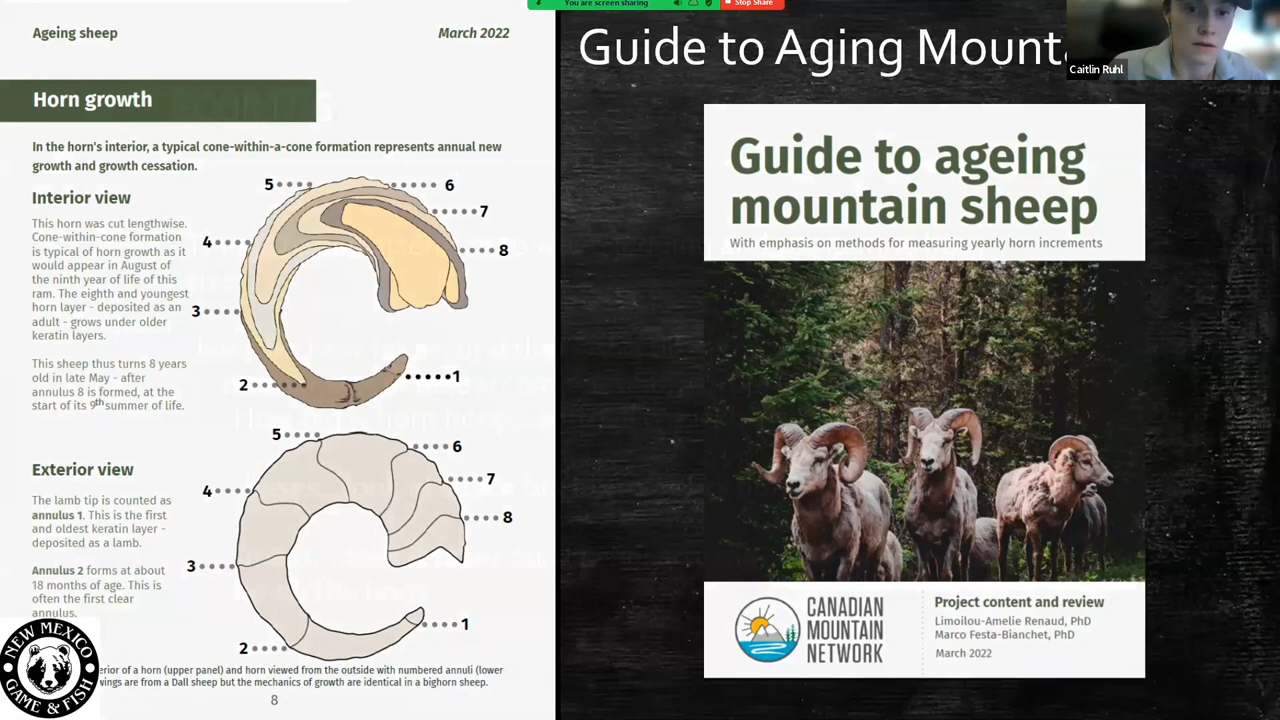 You are screen sharing
Stop Share
Ageing sheep
March 2022
Horn growth
In the horn's interior, a typical cone-within-a-cone formation represents annual new
growth and growth cessation.
Interior view
This horn was cut lengthwise.
Cone-within-cone formation
is typical of horn growth as it
would appear in August of
the ninth year of life of this
ram. The eighth and youngest
horn layer - deposited as an
adult - grows under older
keratin layers.
This sheep thus turns 8 years
old in late May - after
annulus 8 is formed, at the
start of its 9th summer of life.
5
6
7
4
8
3
2
1
Exterior view
The lamb tip is counted as
annulus 1. This is the first
and oldest keratin layer -
deposited as a lamb.
Annulus 2 forms at about
18 months of age. This is
often the first clear
annulus.
5
6
7
4
8
3
1
2
erior of a horn (upper panel) and horn viewed from the outside with numbered annuli (lower
wings are from a Dall sheep but the mechanics of growth are identical in a bighorn sheep.
8
NEW MEXICO
GAME & FISH
Guide to Aging Mount
Caitlin Ruhl
Guide to ageing
mountain sheep
With emphasis on methods for measuring yearly horn increments
CANADIAN
MOUNTAIN
NETWORK
Project content and review
Limoilou-Amelie Renaud, PhD
Marco Festa-Bianchet, PhD
March 2022